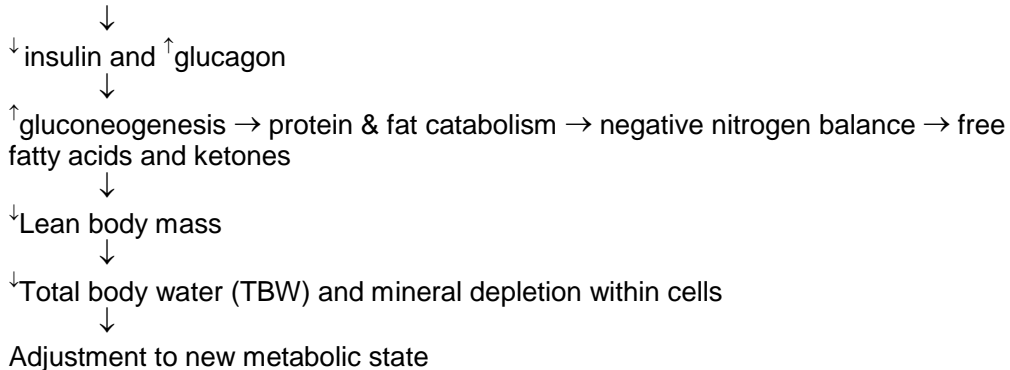 ↓
↓ insulin and ↑glucagon
↓
↑gluconeogenesis → protein & fat catabolism → negative nitrogen balance → free
fatty acids and ketones
↓
↓Lean body mass
↓
↓Total body water (TBW) and mineral depletion within cells
↓
Adjustment to new metabolic state